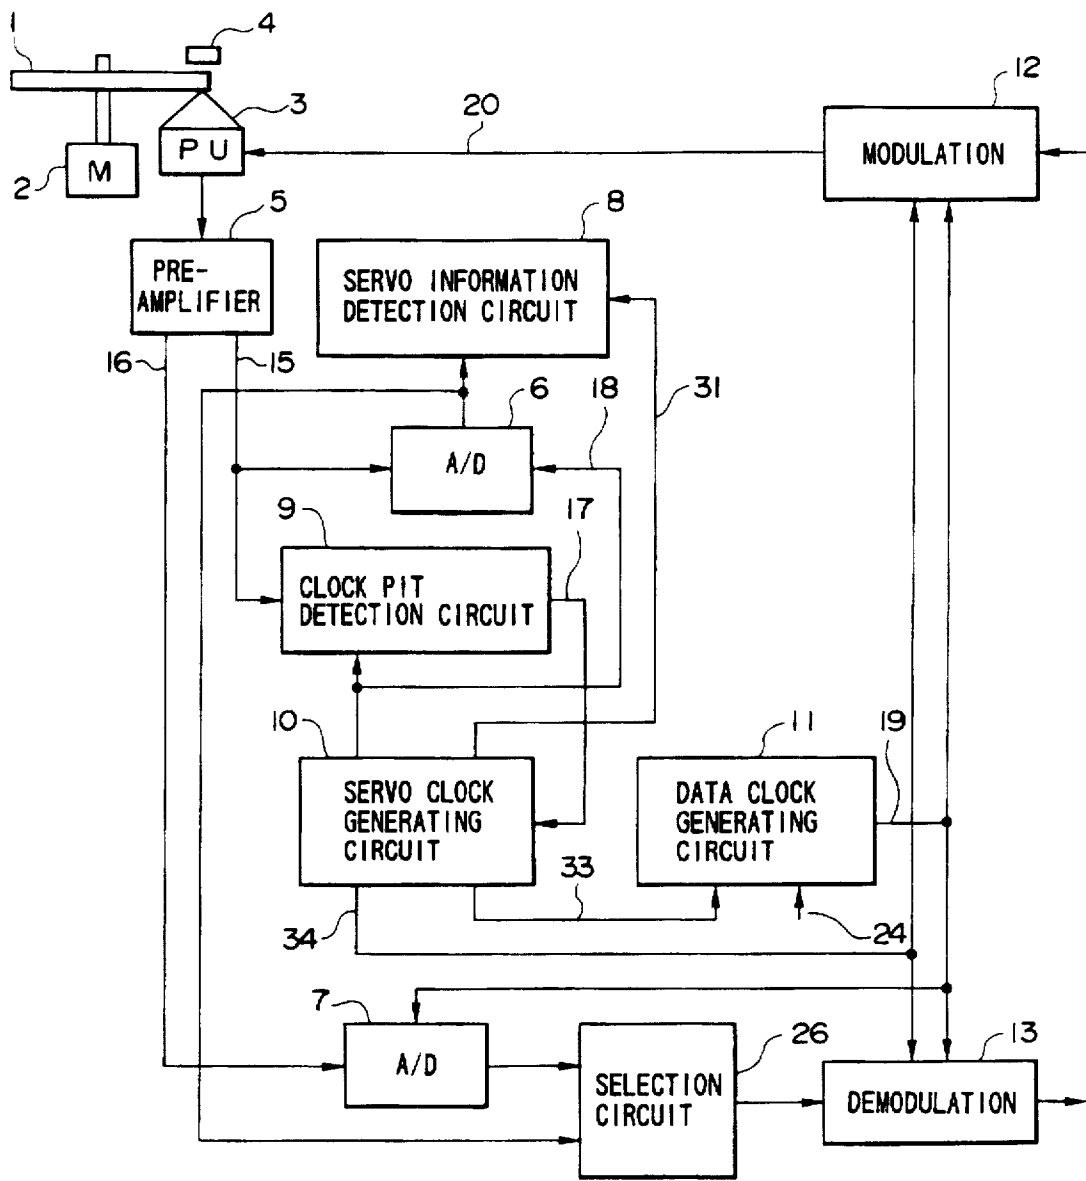 1
4
12
3
20
PU
MODULATION
2
M
5
8
PRE-
AMPLIFIER
SERVO INFORMATION
DETECTION CIRCUIT
16
15
6
18
31
A/D
9
17
CLOCK PIT
DETECTION CIRCUIT
10
11
19
SERVO CLOCK
GENERATING
CIRCUIT
DATA CLOCK
GENERATING
CIRCUIT
33
34
24
7
26
13
A/D
SELECTION
CIRCUIT
DEMODULATION